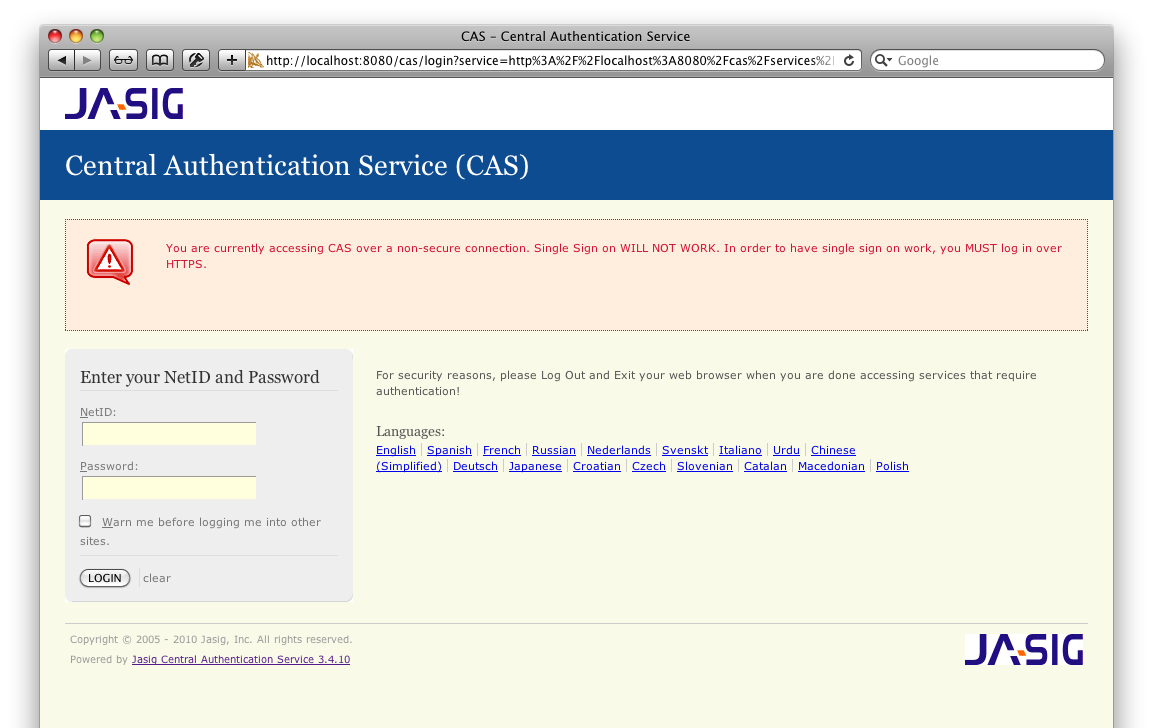 CAS – Central Authentication Service
http://localhost:8080/cas/login?service=http%3A%2F%2Flocalhost%3A8080%2Fcas%2Fservices%2
Google
JASIG
Central Authentication Service (CAS)
You are currently accessing CAS over a non-secure connection. Single Sign on WILL NOT WORK. In order to have single sign on work, you MUST log in over
HTTPS.
Enter your NetID and Password
For security reasons, please Log Out and Exit your web browser when you are done accessing services that require
authentication!
NetID:
Password:
Warn me before logging me into other
sites.
LOGIN clear
Languages:
English Spanish French Russian Nederlands Svenskt Italiano Urdu Chinese
(Simplified) Deutsch Japanese Croatian Czech Slovenian Catalan Macedonian Polish
Copyright © 2005 - 2010 Jasig, Inc. All rights reserved.
Powered by Jasig Central Authentication Service 3.4.10
JASIG